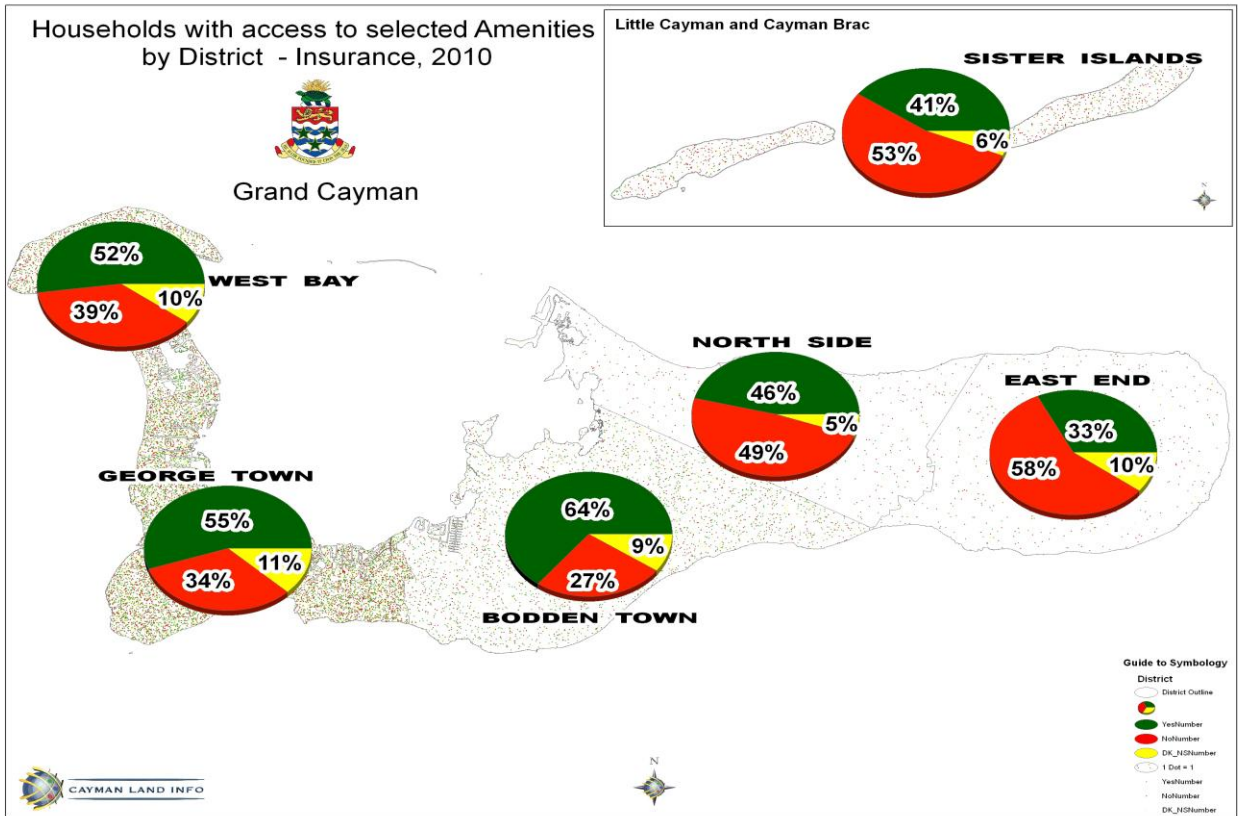 Households with access to selected Amenities
by District - Insurance, 2010
Grand Cayman
Little Cayman and Cayman Brac
SISTER ISLANDS
41%
6%
53%
52%
WEST BAY
10%
39%
NORTH SIDE
46%
5%
49%
EAST END
33%
10%
58%
GEORGE TOWN
55%
11%
34%
64%
9%
27%
BODDEN TOWN
Guide to Symbology
District
District Outline
YesNumber
NoNumber
DK_NSNumber
1 Dot = 1
YesNumber
NoNumber
DK_NSNumber
CAYMAN LAND INFO
N
N